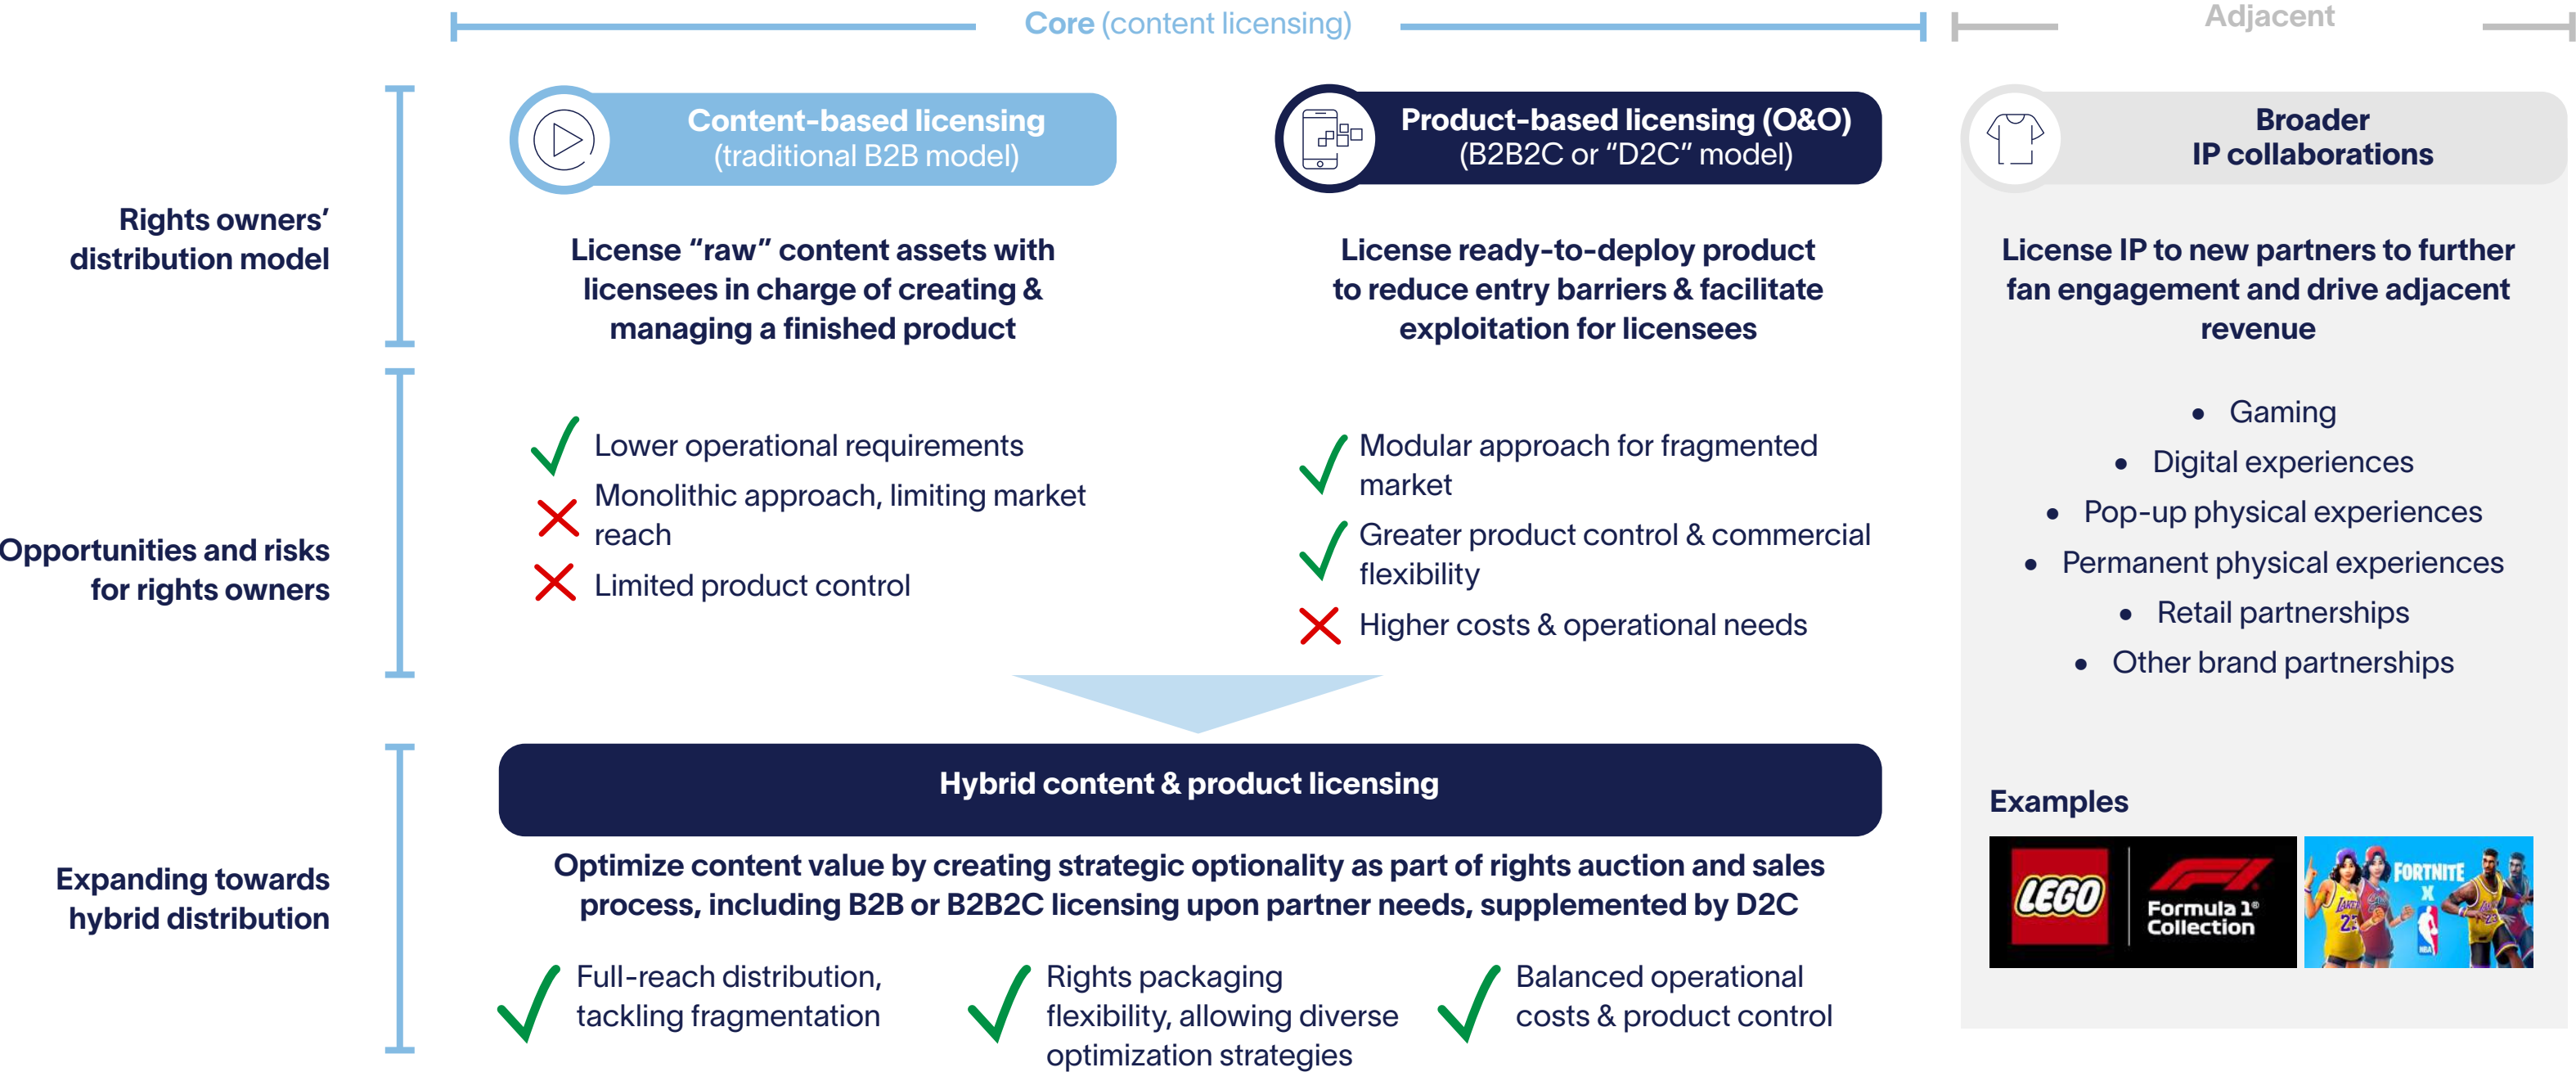 Core (content licensing)
Adjacent
Content-based licensing
(traditional B2B model)
Product-based licensing (O&O)
(B2B2C or “D2C” model)
Broader
IP collaborations
Rights owners’
distribution model
License “raw” content assets with
licensees in charge of creating &
managing a finished product
License ready-to-deploy product
to reduce entry barriers & facilitate
exploitation for licensees
License IP to new partners to further
fan engagement and drive adjacent
revenue
Opportunities and risks
for rights owners
Lower operational requirements
Monolithic approach, limiting market
reach
Limited product control
Modular approach for fragmented
market
Greater product control & commercial
flexibility
Higher costs & operational needs
• Gaming
• Digital experiences
• Pop-up physical experiences
• Permanent physical experiences
• Retail partnerships
• Other brand partnerships
Hybrid content & product licensing
Expanding towards
hybrid distribution
Optimize content value by creating strategic optionality as part of rights auction and sales
process, including B2B or B2B2C licensing upon partner needs, supplemented by D2C
Full-reach distribution,
tackling fragmentation
Rights packaging
flexibility, allowing diverse
optimization strategies
Balanced operational
costs & product control
Examples
LEGO
Formula 1®
Collection
FORTNITE
X
NBA